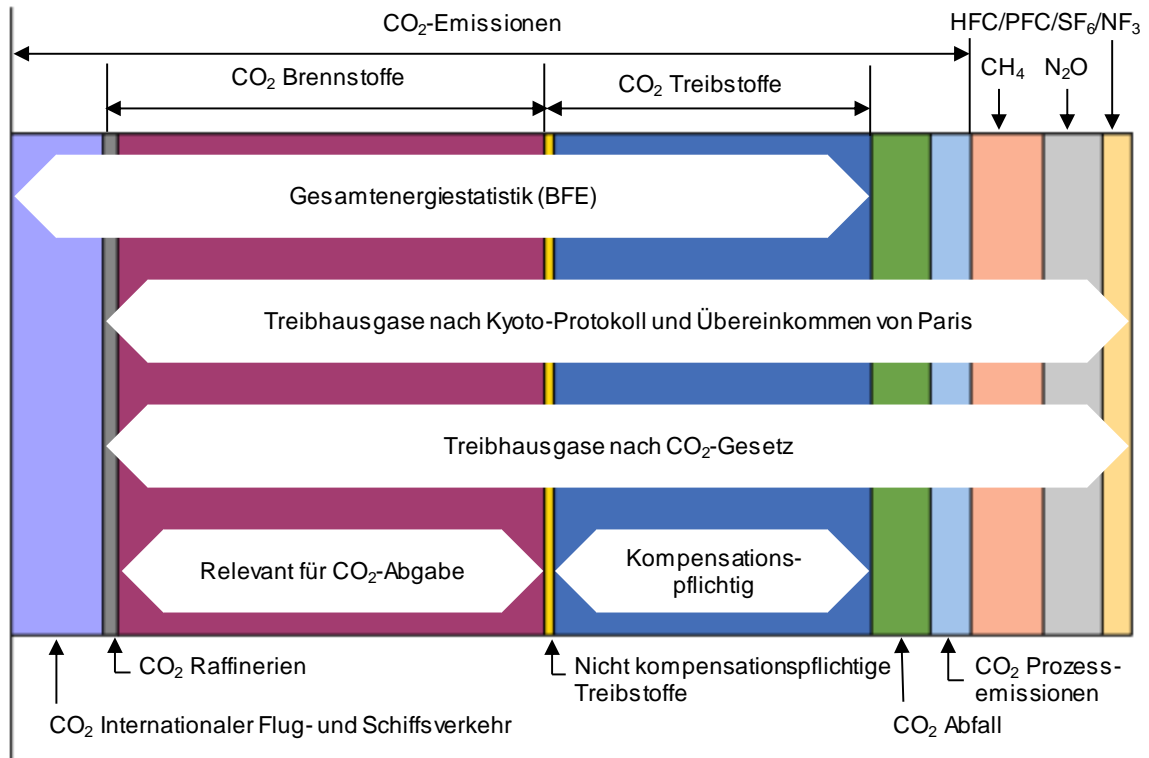 CO₂-Emissionen
HFC/PFC/SF₆/NF₃
CO₂ Brennstoffe
CO₂ Treibstoffe
CH₄
N₂O
Gesamtenergiestatistik (BFE)
Treibhausgase nach Kyoto-Protokoll und Übereinkommen von Paris
Treibhausgase nach CO₂-Gesetz
Relevant für CO₂-Abgabe
Kompensations-
pflichtig
CO₂ Raffinerien
Nicht kompensationspflichtige
Treibstoffe
CO₂ Prozess-
emissionen
CO₂ Internationaler Flug- und Schiffsverkehr
CO₂ Abfall